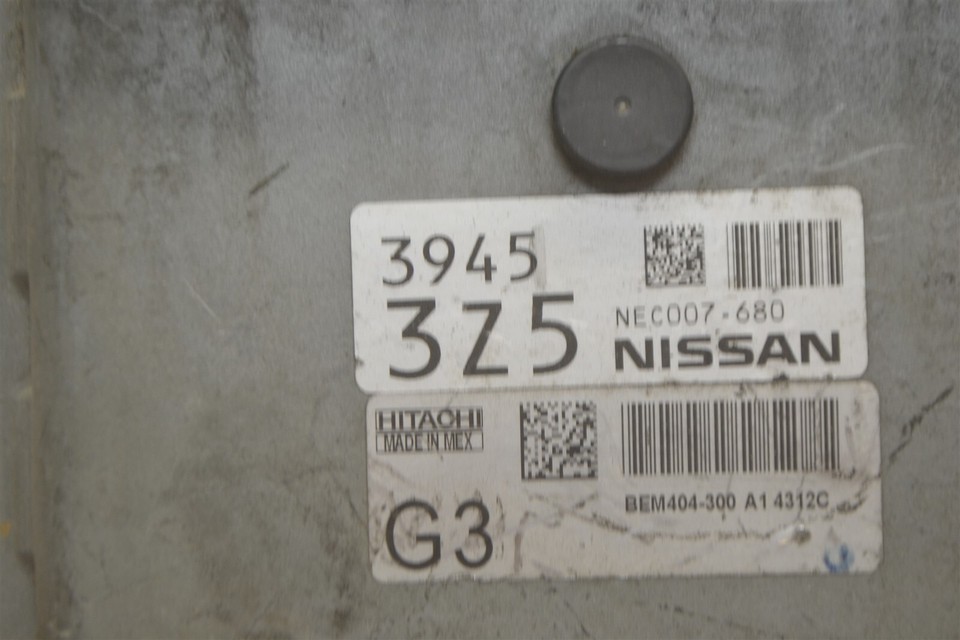 3945
3Z5
NEC007-680
NISSAN
HITACHI
MADE IN MEX
BEM404-300 A1 4312C
G3